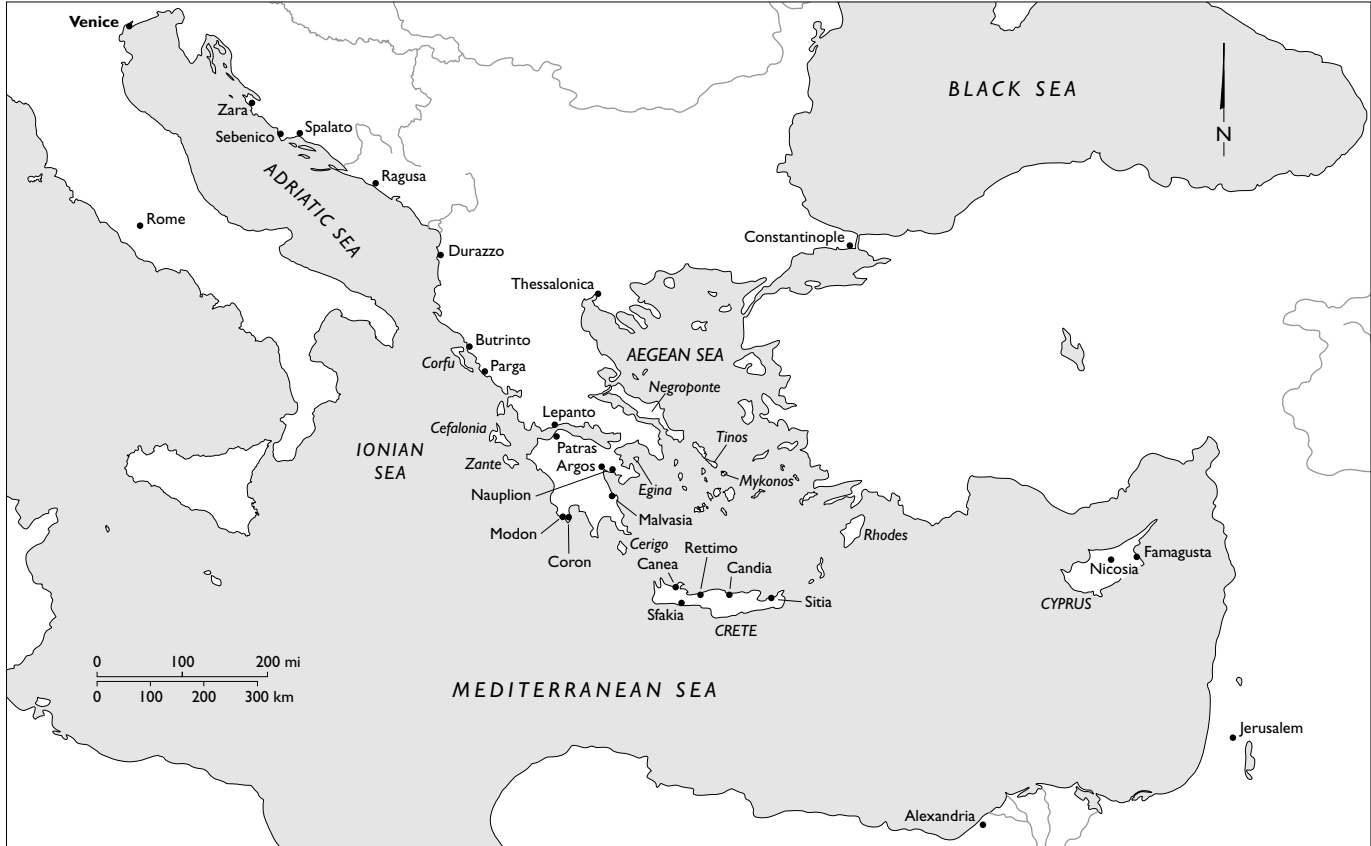 Venice
BLACK SEA
N
Zara
Sebenico
Spalato
ADRIATIC SEA
Ragusa
Rome
Durazzo
Constantinople
Thessalonica
Butrinto
Corfu
Parga
AEGEAN SEA
Negroponte
Lepanto
Cefalonia
Patras
Tinos
IONIAN
SEA
Zante
Argos
Mykonos
Egina
Nauplion
Malvasia
Modon
Coron
Cerigo
Rhodes
Canea
Rettimo
Candia
Sfakia
Sitia
CRETE
Famagusta
Nicosia
CYPRUS
0 100 200 mi
0 100 200 300 km
MEDITERRANEAN SEA
Jerusalem
Alexandria